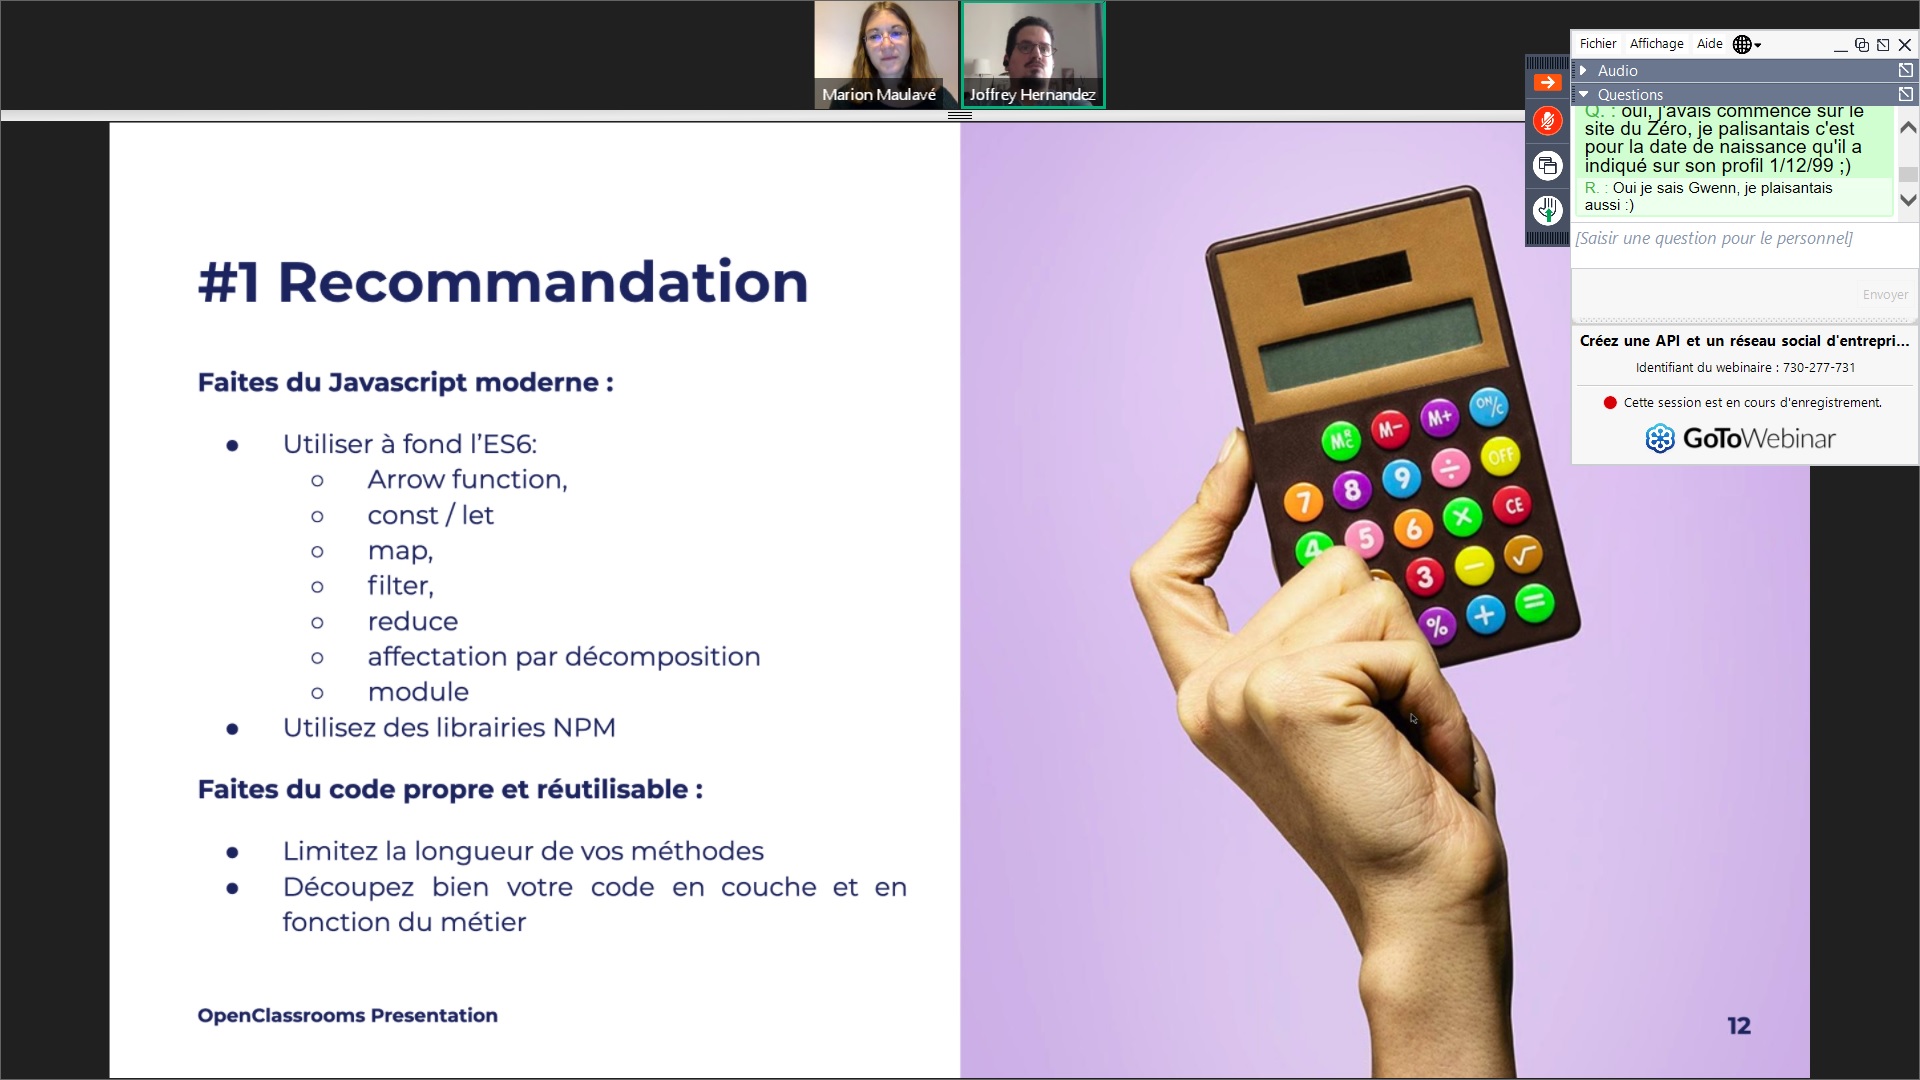 Marion Maulavé
Joffrey Hernandez
#1 Recommandation
Faites du Javascript moderne :
● Utiliser à fond l’ES6:
○ Arrow function,
○ const / let
○ map,
○ filter,
○ reduce
○ affectation par décomposition
○ module
● Utilisez des librairies NPM
Faites du code propre et réutilisable :
● Limitez la longueur de vos méthodes
● Découpez bien votre code en couche et en
fonction du métier
OpenClassrooms Presentation
MRC M- M+ ON/C
7 8 9 ÷ OFF
4 5 6 × CE
3 − √
% + =
12
Fichier Affichage Aide
Audio
Questions
Q. : oui, j'avais commencé sur le
site du Zéro, je palisantais c'est
pour la date de naissance qu'il a
indiqué sur son profil 1/12/99 ;)
R. : Oui je sais Gwenn, je plaisantais
aussi :)
[Saisir une question pour le personnel]
Envoyer
Créez une API et un réseau social d'entrepri...
Identifiant du webinaire : 730-277-731
Cette session est en cours d'enregistrement.
GoToWebinar